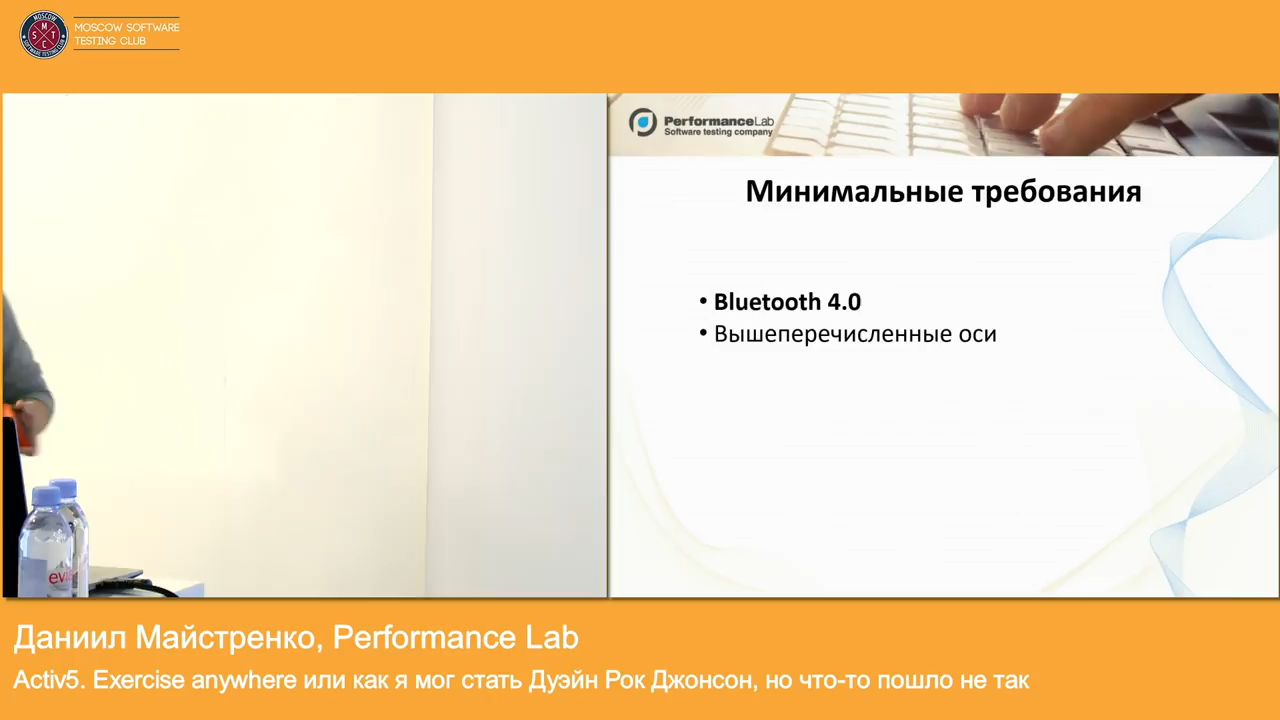 MOSCOW SOFTWARE
TESTING CLUB
PerformanceLab
Software testing company
Минимальные требования
• Bluetooth 4.0
• Вышеперечисленные оси
evi
Даниил Майстренко, Performance Lab
Activ5. Exercise anywhere или как я мог стать Дуэйн Рок Джонсон, но что-то пошло не так